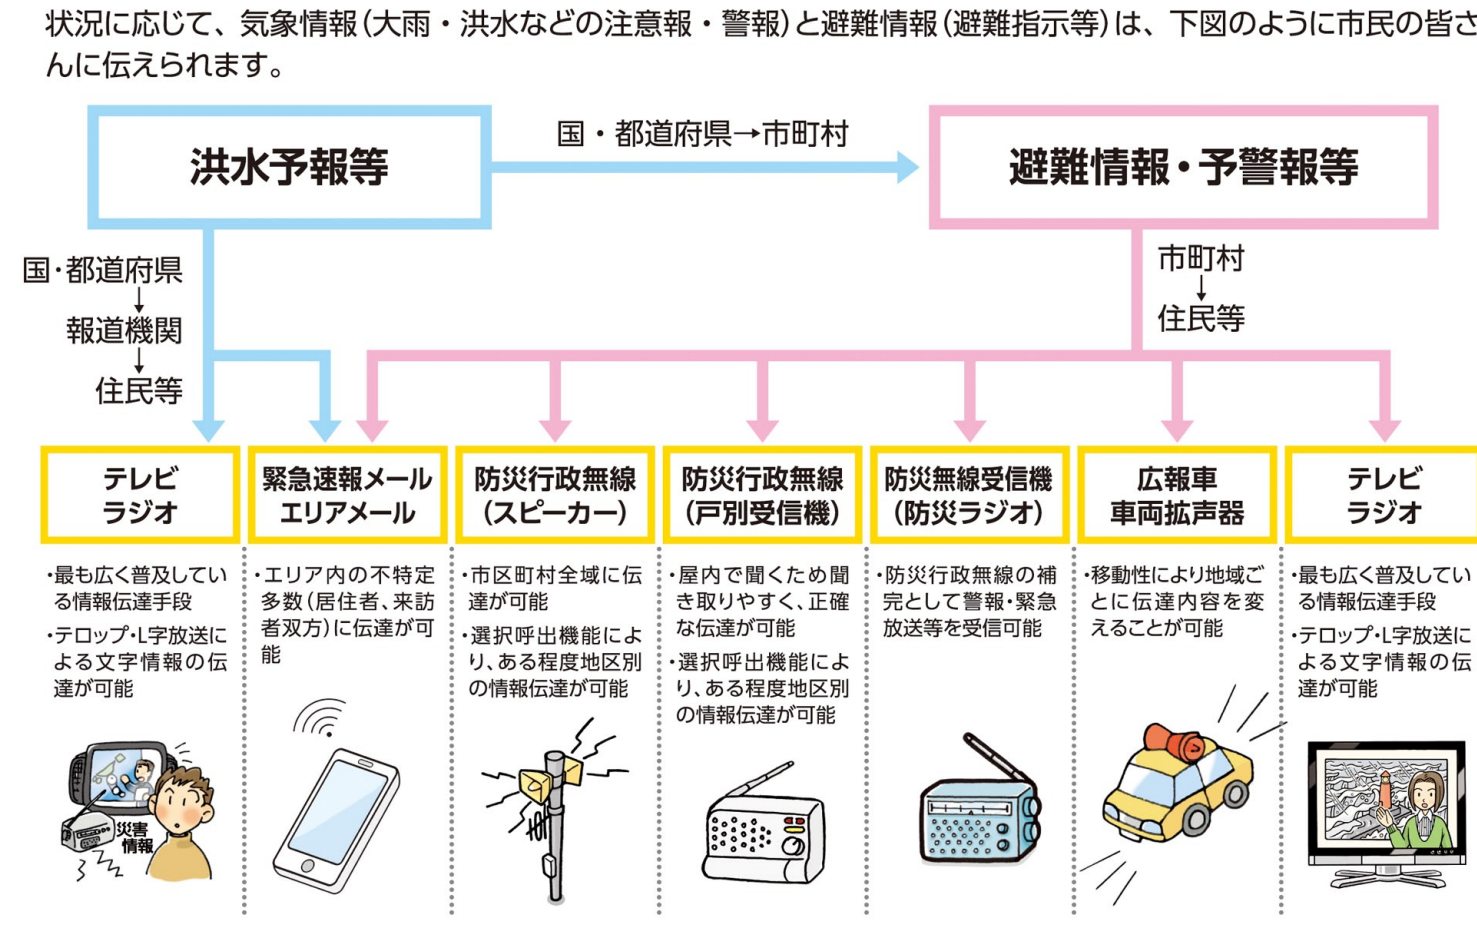 状況に応じて、気象情報(大雨・洪水などの注意報・警報)と避難情報(避難指示等)は、下図のように市民の皆さ
んに伝えられます。
洪水予報等
国・都道府県→市町村
避難情報・予警報等
国・都道府県
↓
報道機関
↓
住民等
市町村
↓
住民等
テレビ
ラジオ
・最も広く普及してい
る情報伝達手段
・テロップ・L字放送に
よる文字情報の伝
達が可能
災害
情報
緊急速報メール
エリアメール
・エリア内の不特定
多数(居住者、来訪
者双方)に伝達が可
能
防災行政無線
(スピーカー)
・市区町村全域に伝
達が可能
・選択呼出機能によ
り、ある程度地区別
の情報伝達が可能
防災行政無線
(戸別受信機)
・屋内で聞くため聞
き取りやすく、正確
な伝達が可能
・選択呼出機能によ
り、ある程度地区別
の情報伝達が可能
防災無線受信機
(防災ラジオ)
・防災行政無線の補
完として警報・緊急
放送等を受信可能
広報車
車両拡声器
・移動性により地域ご
とに伝達内容を変
えることが可能
テレビ
ラジオ
・最も広く普及してい
る情報伝達手段
・テロップ・L字放送に
よる文字情報の伝
達が可能